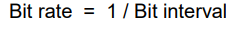 Bit rate = 1 / Bit interval